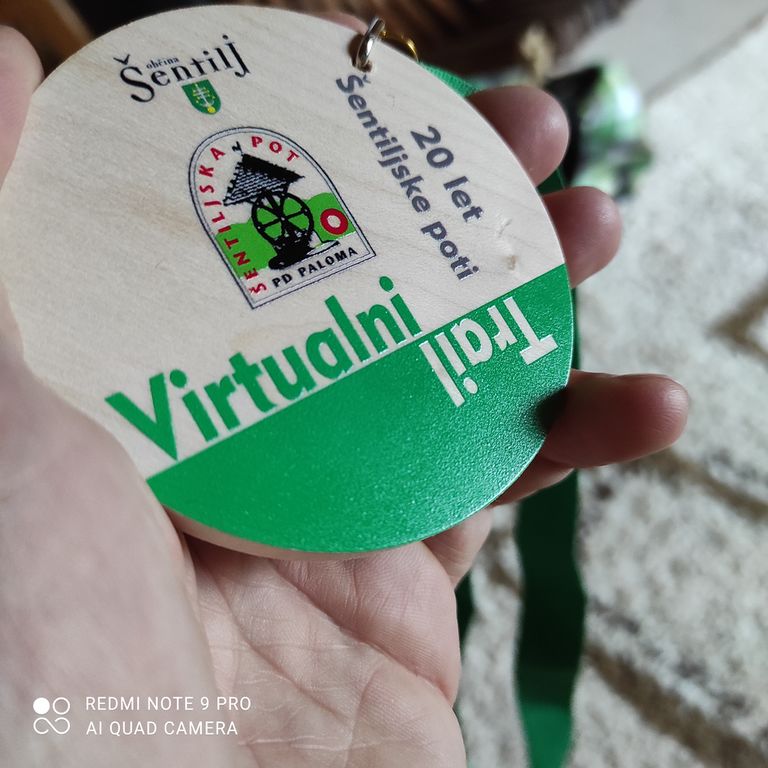 občina
Šentilj
ŠENTILJSKA POT
PD PALOMA
20 let
Šentiljske poti
Virtualni
Trail
REDMI NOTE 9 PRO
AI QUAD CAMERA